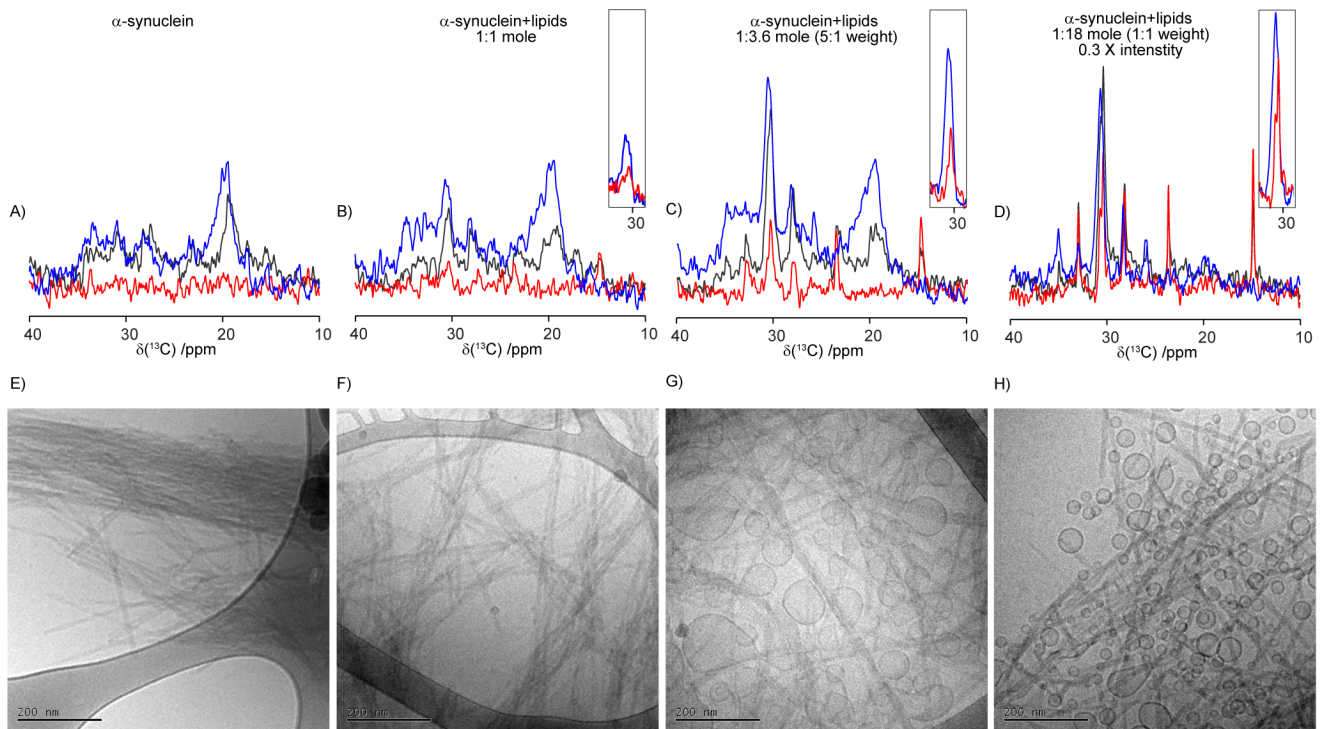 α-synuclein
α-synuclein+lipids
1:1 mole
α-synuclein+lipids
1:3.6 mole (5:1 weight)
α-synuclein+lipids
1:18 mole (1:1 weight)
0.3 X intenstity
A)
B)
C)
D)
30
30
30
40 30 20 10
δ(¹³C) /ppm
40 30 20 10
δ(¹³C) /ppm
40 30 20 10
δ(¹³C) /ppm
40 30 20 10
δ(¹³C) /ppm
E)
F)
G)
H)
200 nm
200 nm
200 nm
200 nm